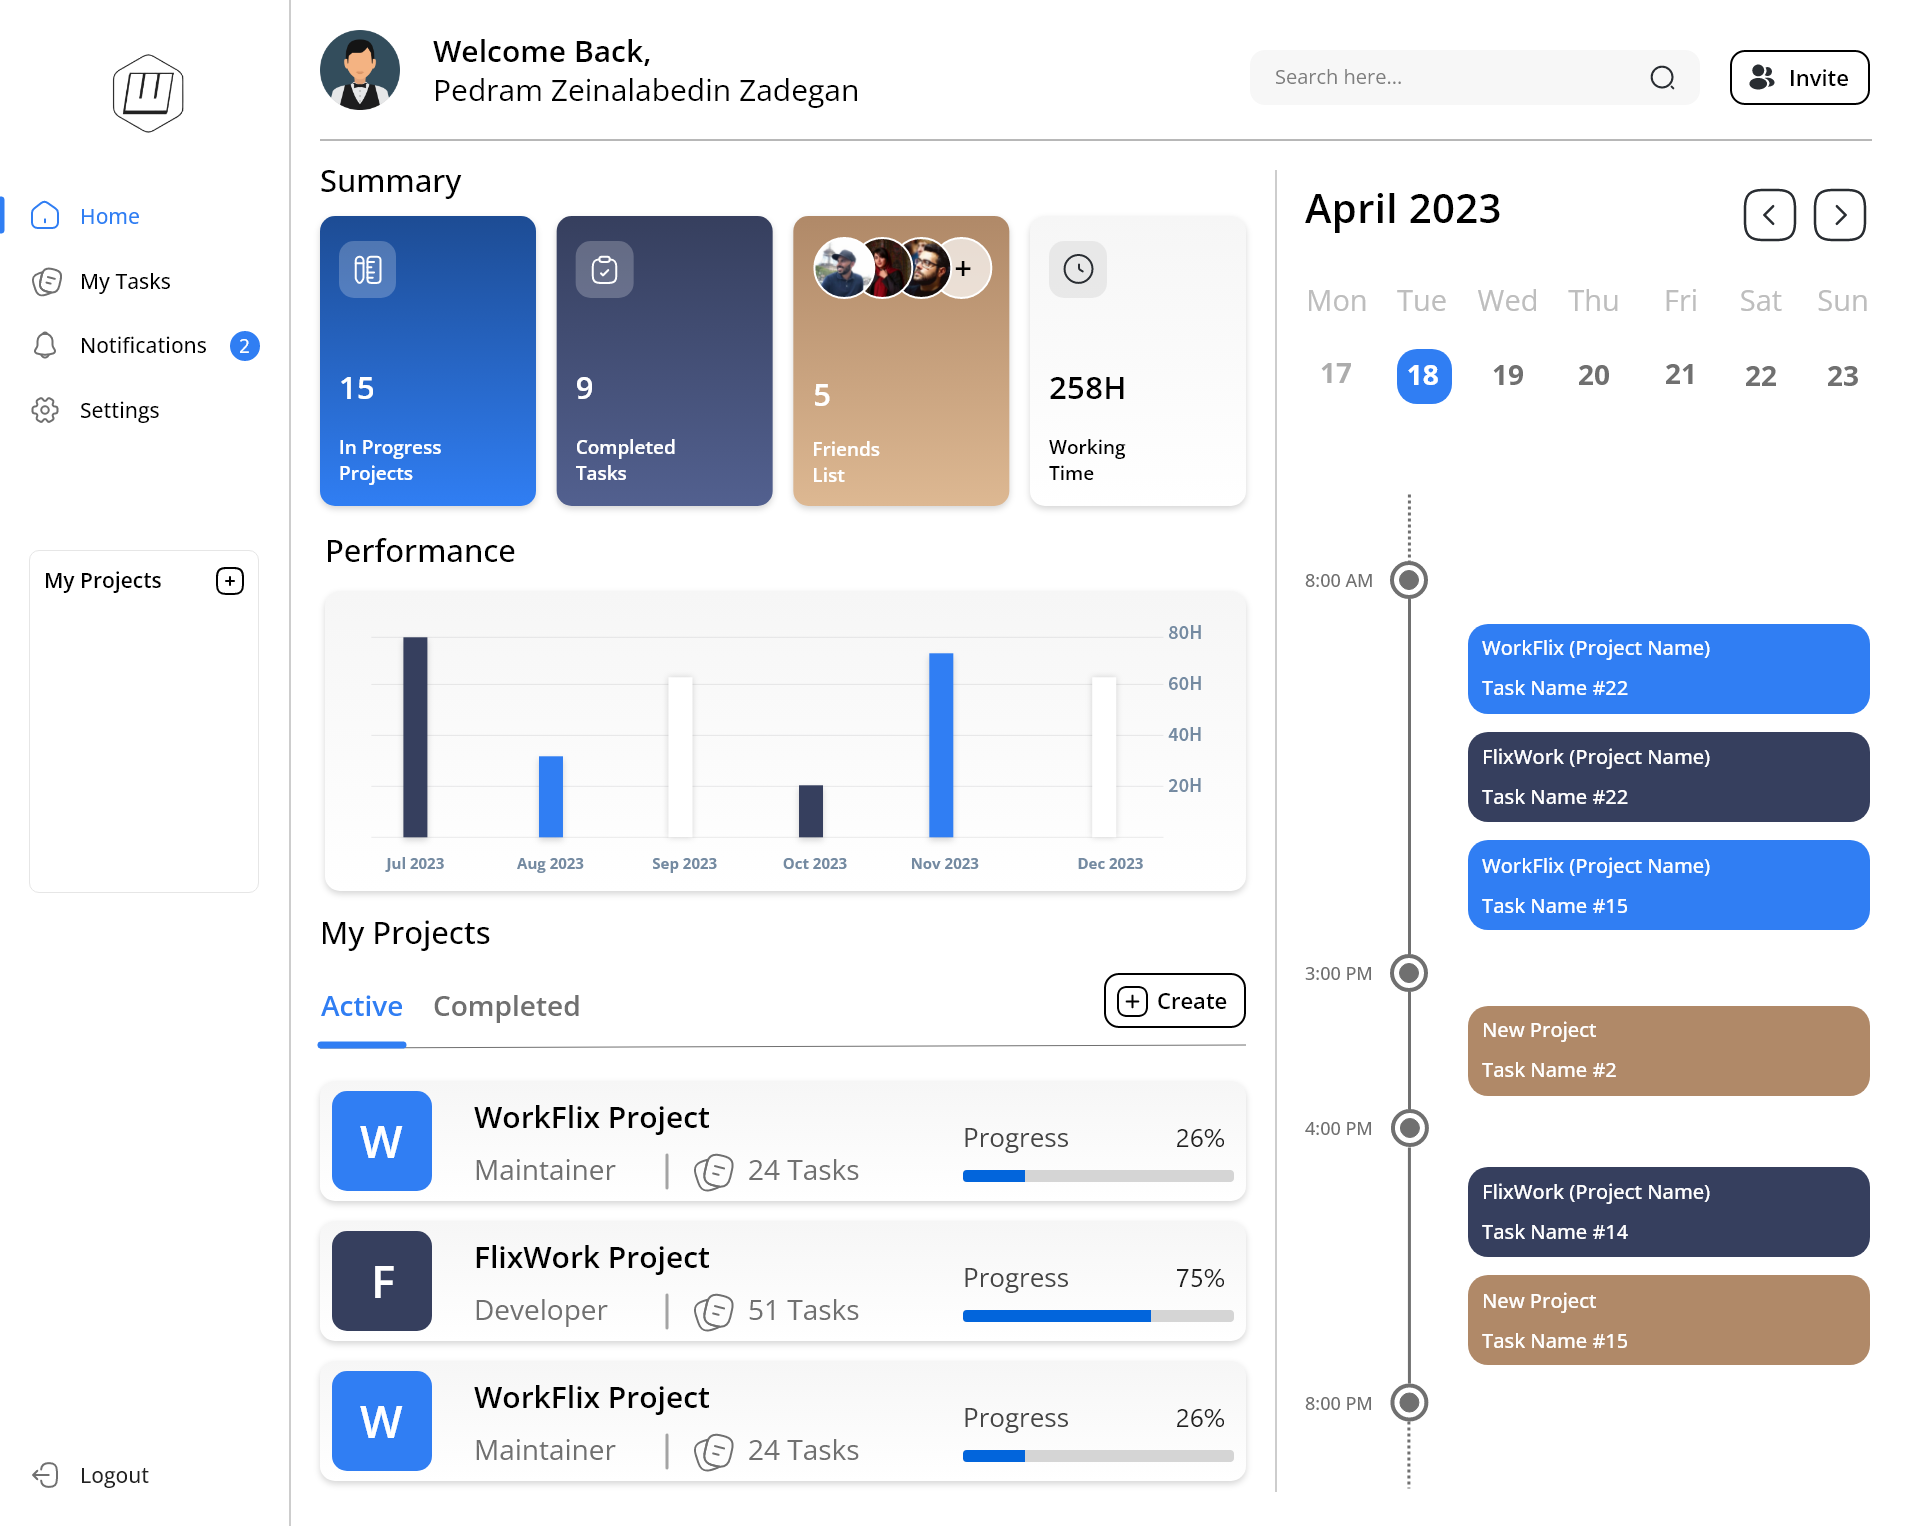 Home
My Tasks
Notifications
2
Settings
My Projects
Logout
Welcome Back,
Pedram Zeinalabedin Zadegan
Search here...
Invite
Summary
15
In Progress
Projects
9
Completed
Tasks
+
5
Friends
List
258H
Working
Time
Performance
80H
60H
40H
20H
Jul 2023
Aug 2023
Sep 2023
Oct 2023
Nov 2023
Dec 2023
My Projects
Active
Completed
Create
W
WorkFlix Project
Maintainer | 24 Tasks
Progress 26%
F
FlixWork Project
Developer | 51 Tasks
Progress 75%
W
WorkFlix Project
Maintainer | 24 Tasks
Progress 26%
April 2023
Mon Tue Wed Thu Fri Sat Sun
17 18 19 20 21 22 23
8:00 AM
WorkFlix (Project Name)
Task Name #22
FlixWork (Project Name)
Task Name #22
WorkFlix (Project Name)
Task Name #15
3:00 PM
New Project
Task Name #2
4:00 PM
FlixWork (Project Name)
Task Name #14
New Project
Task Name #15
8:00 PM